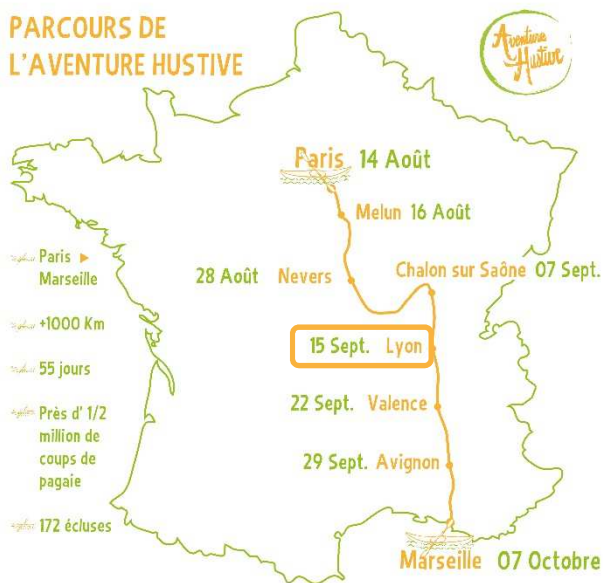 PARCOURS DE
L'AVENTURE HUSTIVE
Aventure
Hustive
Paris 14 Août
Melun 16 Août
28 Août Nevers
Chalon sur Saône 07 Sept.
15 Sept. Lyon
22 Sept. Valence
29 Sept. Avignon
Marseille 07 Octobre
Paris
Marseille
+1000 Km
55 jours
Près d' 1/2
million de
coups de
pagaie
172 écluses